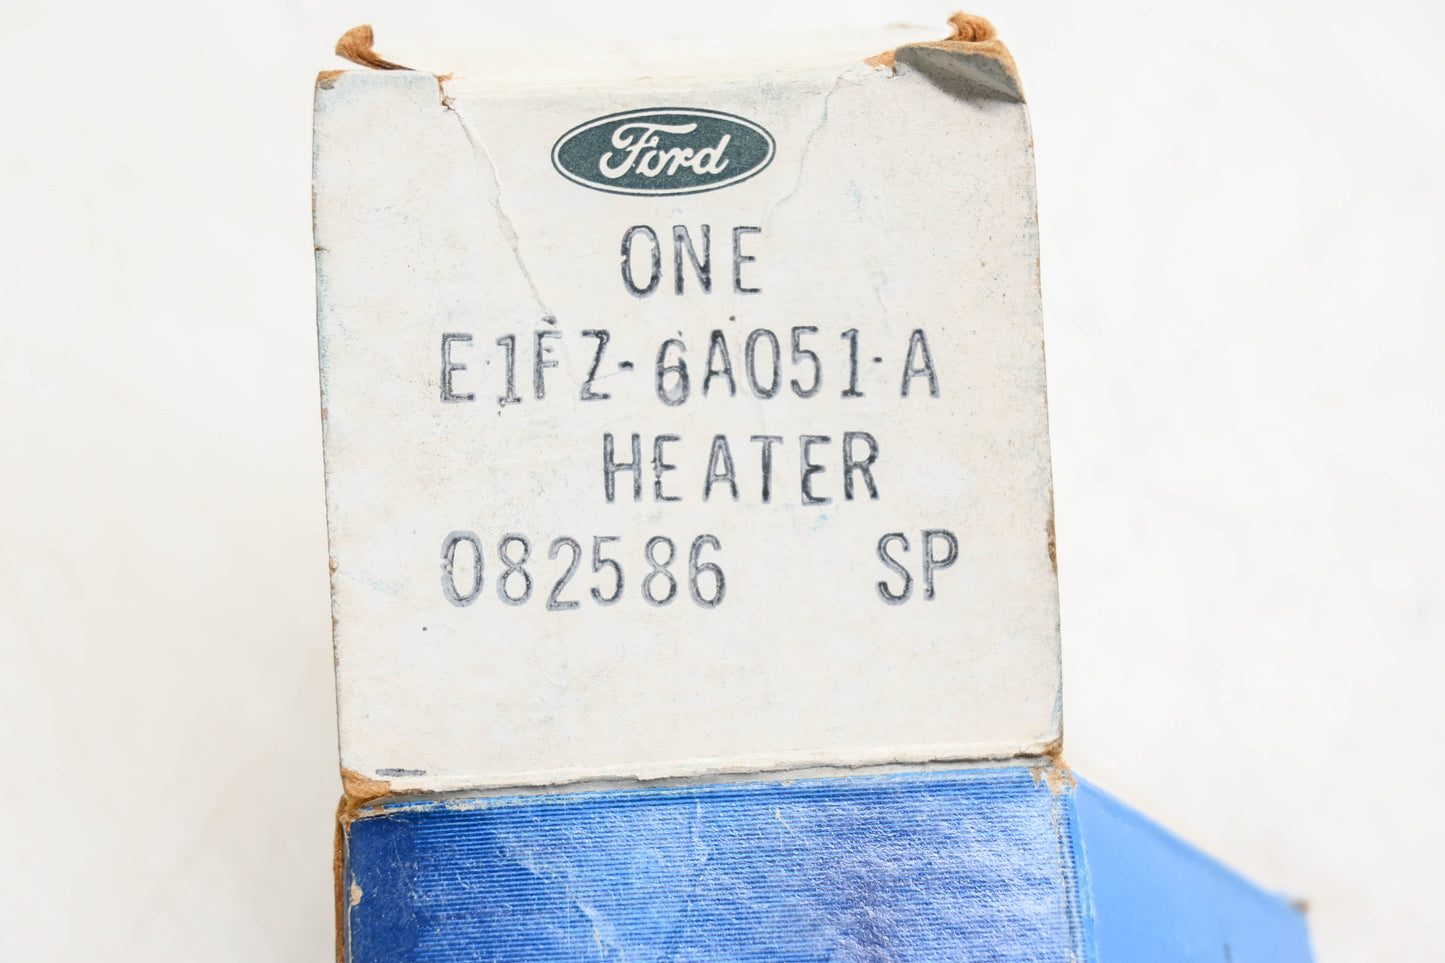 Ford
ONE
E1FZ-6A051-A
HEATER
082586 SP